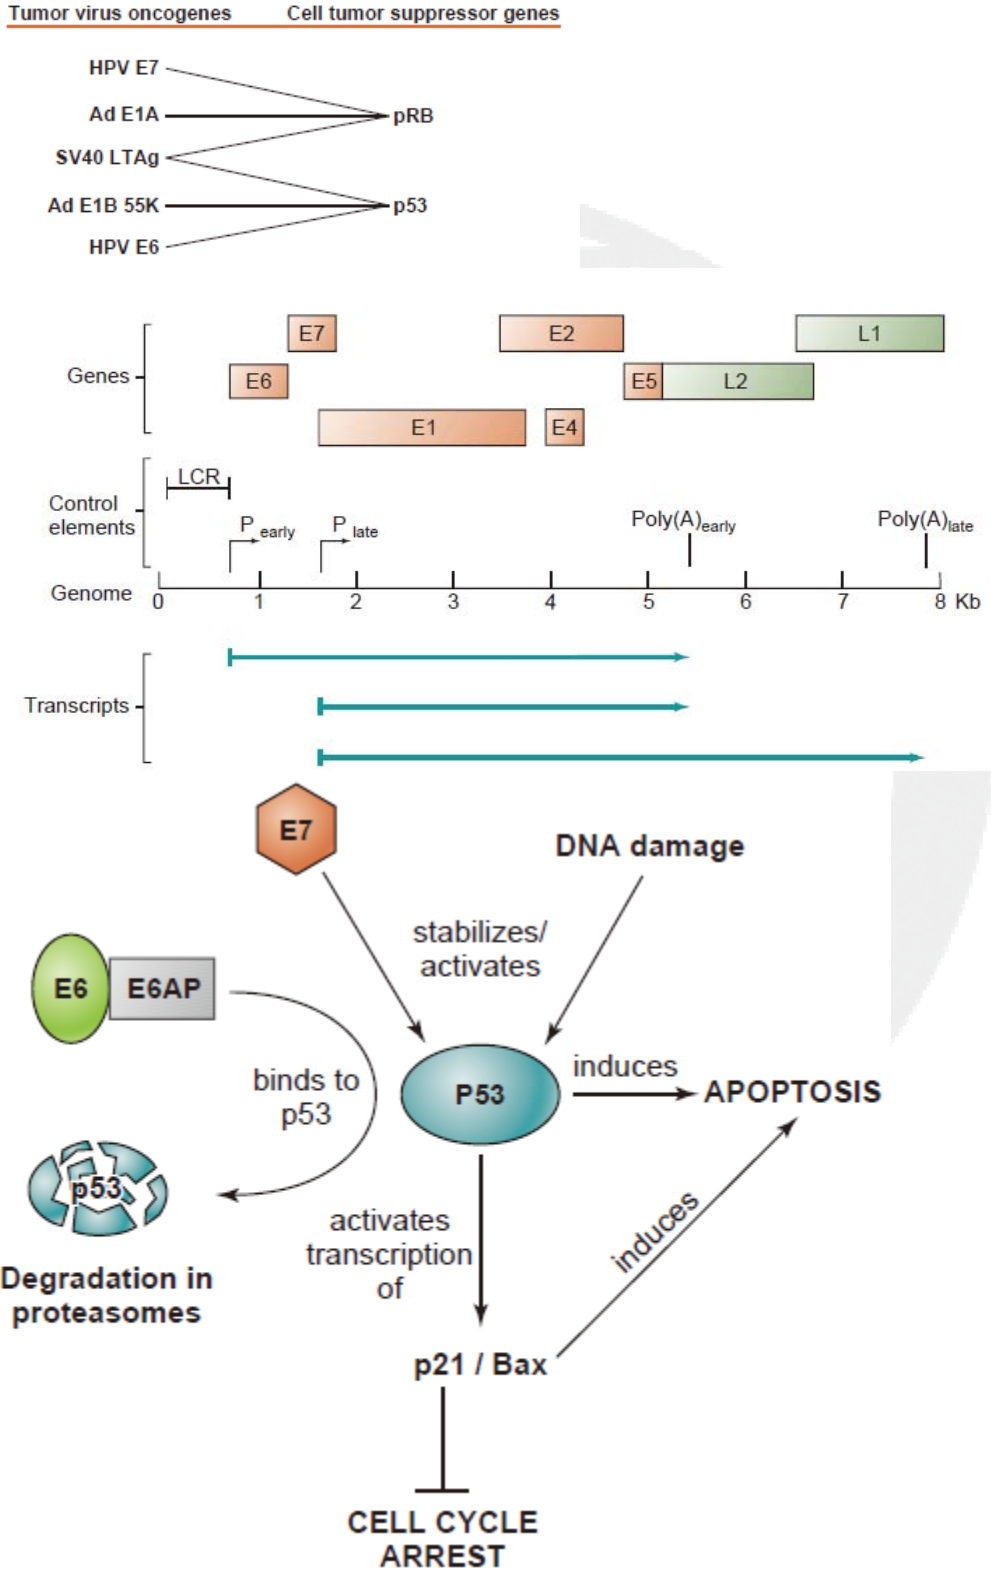 Tumor virus oncogenes Cell tumor suppressor genes
HPV E7
Ad E1A
pRB
SV40 LTAg
Ad E1B 55K
p53
HPV E6
E7
E2
L1
Genes
E6
E5
L2
E1
E4
LCR
Control
elements
P early
P late
Poly(A)early
Poly(A)late
Genome
0 1 2 3 4 5 6 7 8 Kb
Transcripts
E7
DNA damage
stabilizes/
activates
E6
E6AP
binds to
p53
P53
induces
APOPTOSIS
p53
activates
transcription
of
induces
Degradation in
proteasomes
p21 / Bax
CELL CYCLE
ARREST